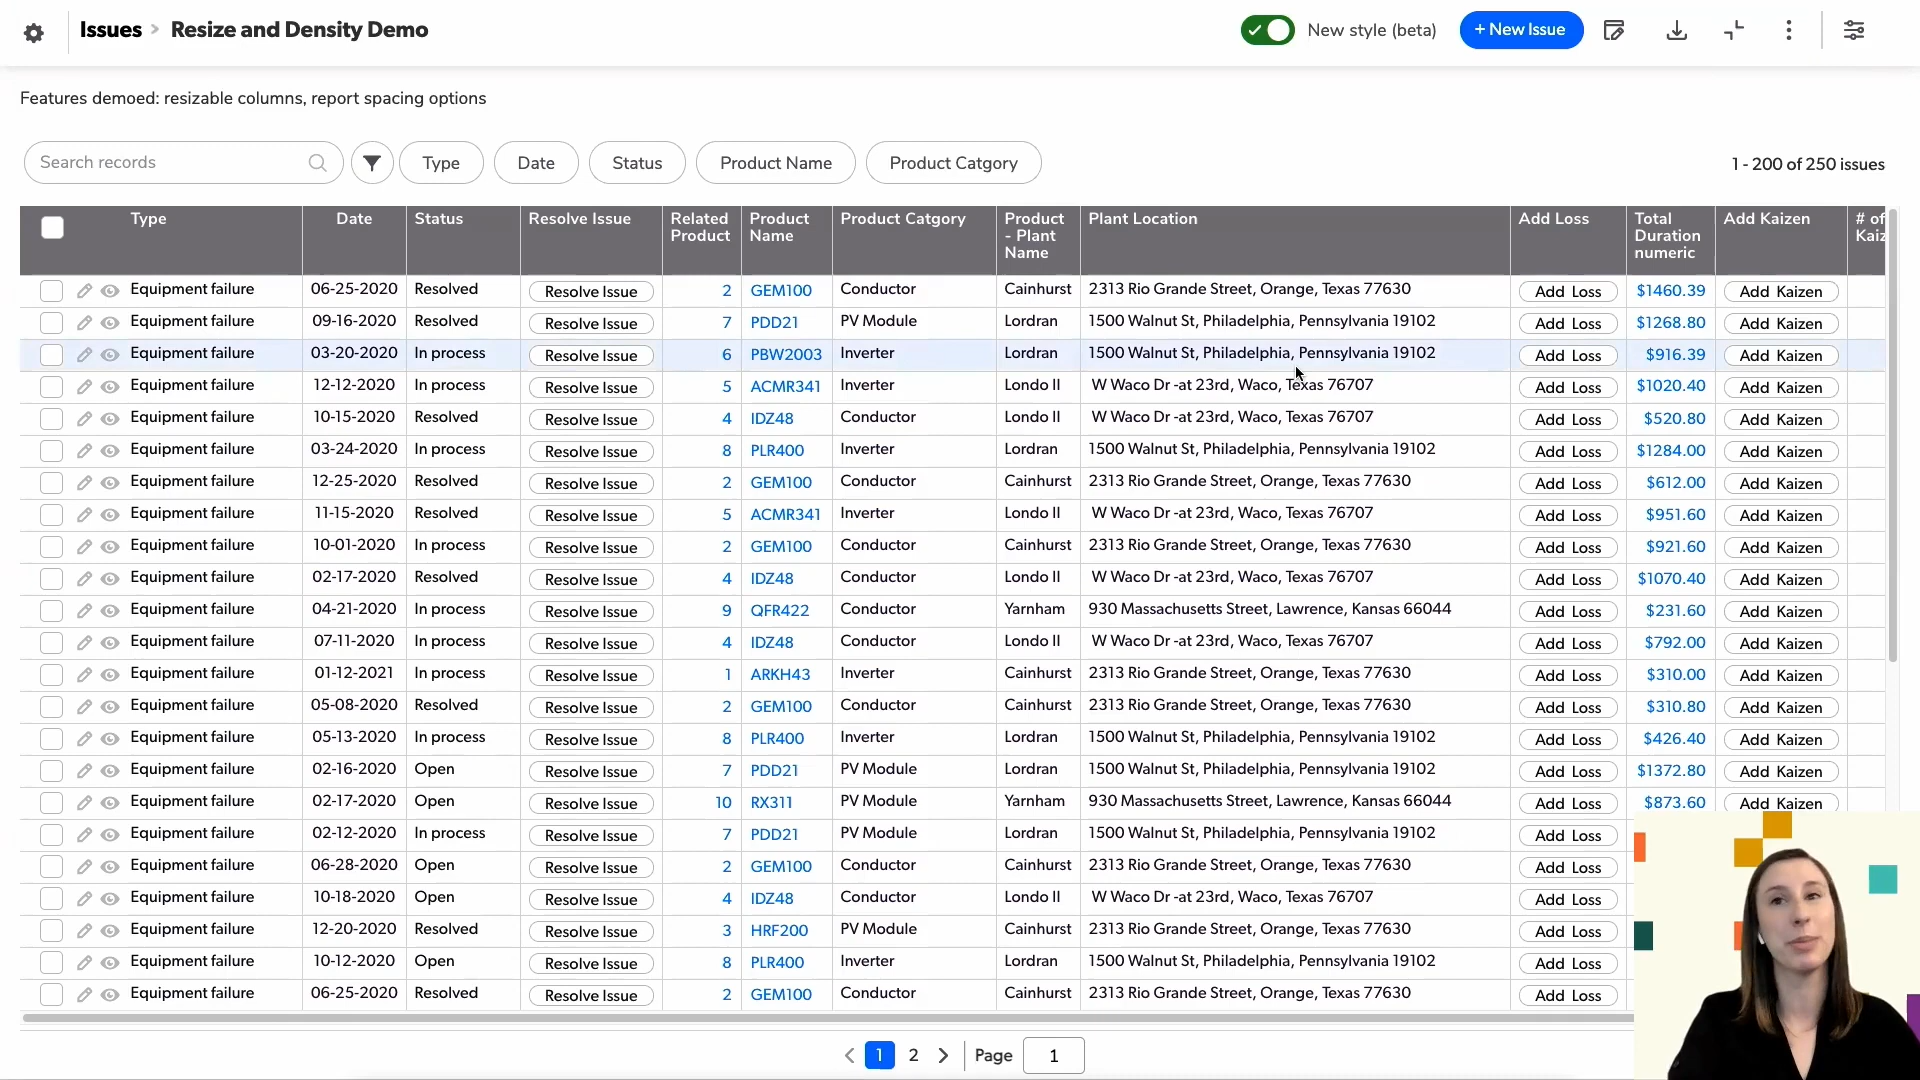 Issues > Resize and Density Demo New style (beta) + New Issue
Features demoed: resizable columns, report spacing options
Search records Type Date Status Product Name Product Catgory 1 - 200 of 250 issues
Type Date Status Resolve Issue Related Product Product Name Product Catgory Product - Plant Name Plant Location Add Loss Total Duration numeric Add Kaizen # of
Equipment failure 06-25-2020 Resolved Resolve Issue 2 GEM100 Conductor Cainhurst 2313 Rio Grande Street, Orange, Texas 77630 Add Loss $1460.39 Add Kaizen
Equipment failure 09-16-2020 Resolved Resolve Issue 7 PDD21 PV Module Lordran 1500 Walnut St, Philadelphia, Pennsylvania 19102 Add Loss $1268.80 Add Kaizen
Equipment failure 03-20-2020 In process Resolve Issue 6 PBW2003 Inverter Lordran 1500 Walnut St, Philadelphia, Pennsylvania 19102 Add Loss $916.39 Add Kaizen
Equipment failure 12-12-2020 In process Resolve Issue 5 ACMR341 Inverter Londo II W Waco Dr -at 23rd, Waco, Texas 76707 Add Loss $1020.40 Add Kaizen
Equipment failure 10-15-2020 Resolved Resolve Issue 4 IDZ48 Conductor Londo II W Waco Dr -at 23rd, Waco, Texas 76707 Add Loss $520.80 Add Kaizen
Equipment failure 03-24-2020 In process Resolve Issue 8 PLR400 Inverter Lordran 1500 Walnut St, Philadelphia, Pennsylvania 19102 Add Loss $1284.00 Add Kaizen
Equipment failure 12-25-2020 Resolved Resolve Issue 2 GEM100 Conductor Cainhurst 2313 Rio Grande Street, Orange, Texas 77630 Add Loss $612.00 Add Kaizen
Equipment failure 11-15-2020 Resolved Resolve Issue 5 ACMR341 Inverter Londo II W Waco Dr -at 23rd, Waco, Texas 76707 Add Loss $951.60 Add Kaizen
Equipment failure 10-01-2020 In process Resolve Issue 2 GEM100 Conductor Cainhurst 2313 Rio Grande Street, Orange, Texas 77630 Add Loss $921.60 Add Kaizen
Equipment failure 02-17-2020 Resolved Resolve Issue 4 IDZ48 Conductor Londo II W Waco Dr -at 23rd, Waco, Texas 76707 Add Loss $1070.40 Add Kaizen
Equipment failure 04-21-2020 In process Resolve Issue 9 QFR422 Conductor Yarnham 930 Massachusetts Street, Lawrence, Kansas 66044 Add Loss $231.60 Add Kaizen
Equipment failure 07-11-2020 In process Resolve Issue 4 IDZ48 Conductor Londo II W Waco Dr -at 23rd, Waco, Texas 76707 Add Loss $792.00 Add Kaizen
Equipment failure 01-12-2021 In process Resolve Issue 1 ARKH43 Inverter Cainhurst 2313 Rio Grande Street, Orange, Texas 77630 Add Loss $310.00 Add Kaizen
Equipment failure 05-08-2020 Resolved Resolve Issue 2 GEM100 Conductor Cainhurst 2313 Rio Grande Street, Orange, Texas 77630 Add Loss $310.80 Add Kaizen
Equipment failure 05-13-2020 In process Resolve Issue 8 PLR400 Inverter Lordran 1500 Walnut St, Philadelphia, Pennsylvania 19102 Add Loss $426.40 Add Kaizen
Equipment failure 02-16-2020 Open Resolve Issue 7 PDD21 PV Module Lordran 1500 Walnut St, Philadelphia, Pennsylvania 19102 Add Loss $1372.80 Add Kaizen
Equipment failure 02-17-2020 Open Resolve Issue 10 RX311 PV Module Yarnham 930 Massachusetts Street, Lawrence, Kansas 66044 Add Loss $873.60 Add Kaizen
Equipment failure 02-12-2020 In process Resolve Issue 7 PDD21 PV Module Lordran 1500 Walnut St, Philadelphia, Pennsylvania 19102 Add Loss
Equipment failure 06-28-2020 Open Resolve Issue 2 GEM100 Conductor Cainhurst 2313 Rio Grande Street, Orange, Texas 77630 Add Loss
Equipment failure 10-18-2020 Open Resolve Issue 4 IDZ48 Conductor Londo II W Waco Dr -at 23rd, Waco, Texas 76707 Add Loss
Equipment failure 12-20-2020 Resolved Resolve Issue 3 HRF200 PV Module Cainhurst 2313 Rio Grande Street, Orange, Texas 77630 Add Loss
Equipment failure 10-12-2020 Open Resolve Issue 8 PLR400 Inverter Lordran 1500 Walnut St, Philadelphia, Pennsylvania 19102 Add Loss
Equipment failure 06-25-2020 Resolved Resolve Issue 2 GEM100 Conductor Cainhurst 2313 Rio Grande Street, Orange, Texas 77630 Add Loss
< 1 2 > Page 1